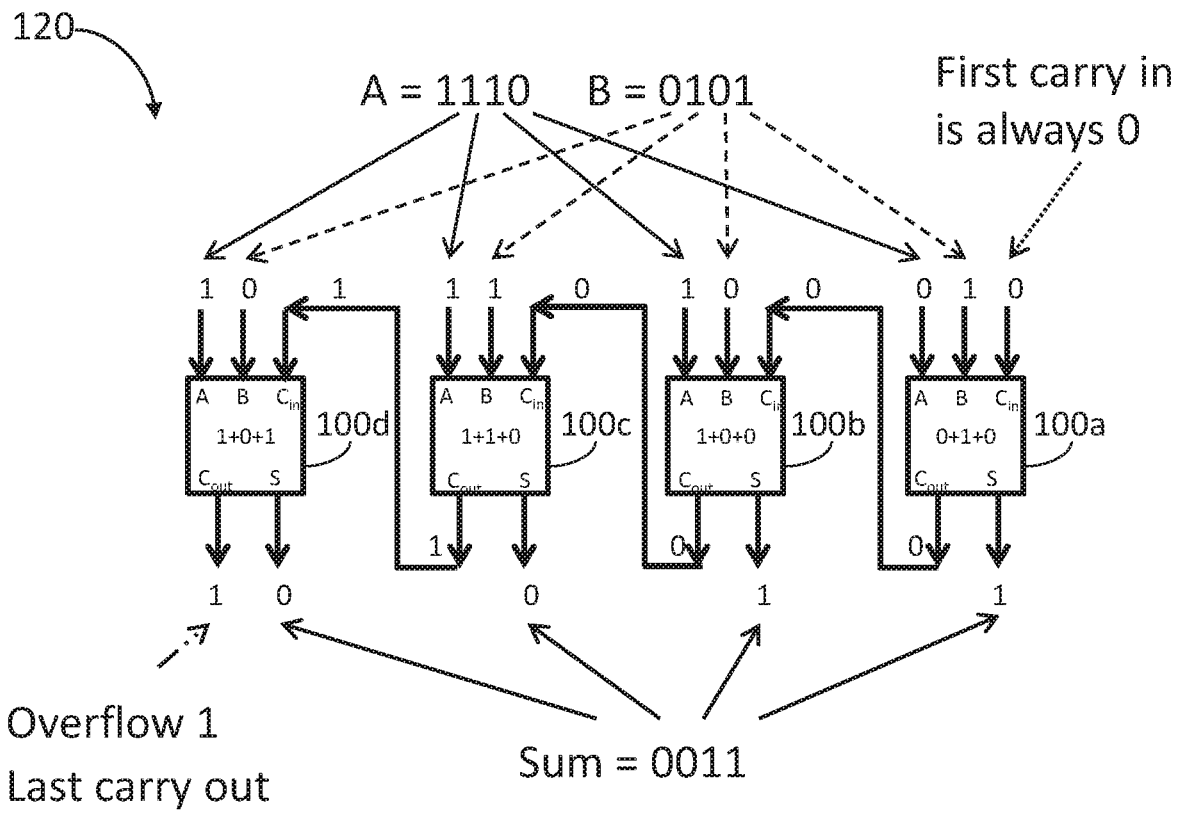 120
A = 1110 B = 0101
First carry in
is always 0
1 0 1 1 1 0 1 0 0 0 1 0
A B Cin A B Cin A B Cin A B Cin
1+0+1 100d 1+1+0 100c 1+0+0 100b 0+1+0 100a
Cout S Cout S Cout S Cout S
1 0 0
1 0 0 1 1
Overflow 1
Last carry out
Sum = 0011